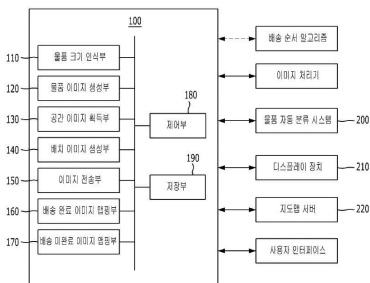 100
110
물품 크기 인식부
120
물품 이미지 생성부
130
공간 이미지 획득부
140
배치 이미지 생성부
150
이미지 전송부
160
배송 완료 이미지 맵핑부
170
배송 미완료 이미지 맵핑부
180
제어부
190
저장부
배송 순서 알고리즘
이미지 처리기
물품 자동 분류 시스템
200
디스플레이 장치
210
지도맵 서버
220
사용자 인터페이스